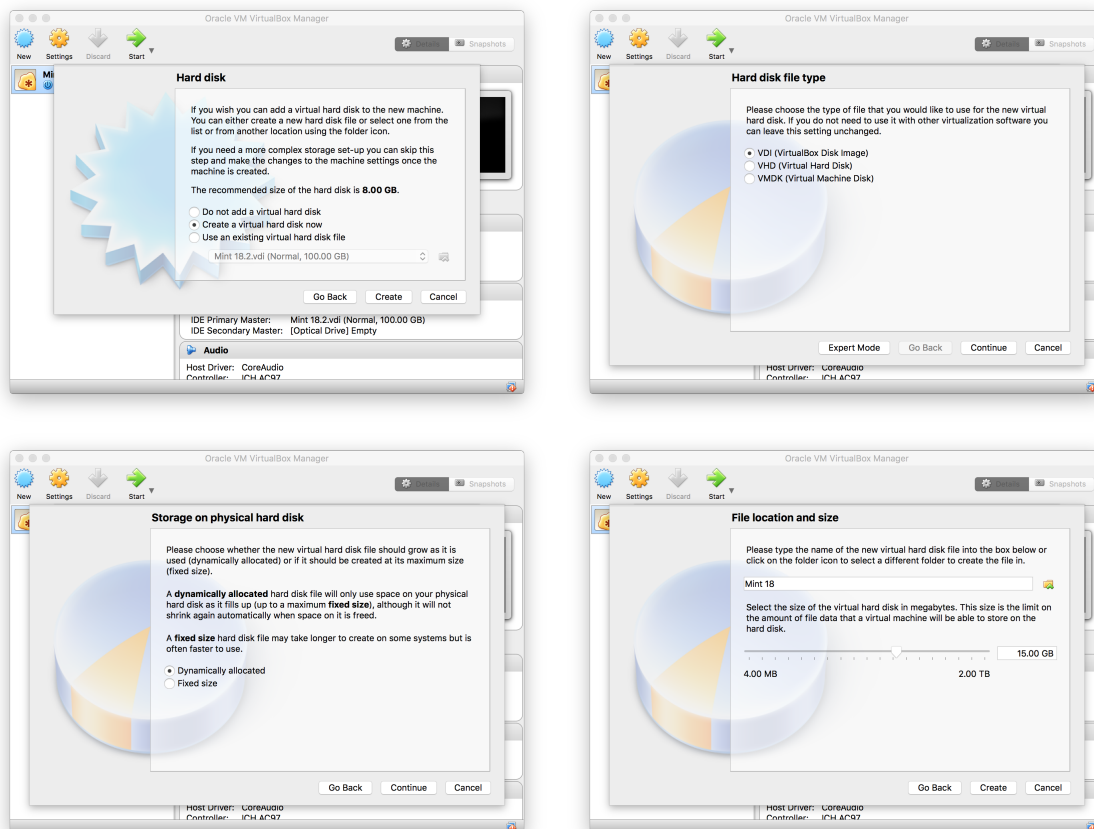 Oracle VM VirtualBox Manager
New Settings Discard Start Details Snapshots
Hard disk
If you wish you can add a virtual hard disk to the new machine.
You can either create a new hard disk file or select one from the
list or from another location using the folder icon.
If you need a more complex storage set-up you can skip this
step and make the changes to the machine settings once the
machine is created.
The recommended size of the hard disk is 8.00 GB.
Do not add a virtual hard disk
Create a virtual hard disk now
Use an existing virtual hard disk file
Mint 18.2.vdi (Normal, 100.00 GB)
Go Back Create Cancel
IDE Primary Master: Mint 18.2.vdi (Normal, 100.00 GB)
IDE Secondary Master: [Optical Drive] Empty
Audio
Host Driver: CoreAudio
Controller: ICH AC97
Oracle VM VirtualBox Manager
New Settings Discard Start Details Snapshots
Hard disk file type
Please choose the type of file that you would like to use for the new virtual
hard disk. If you do not need to use it with other virtualization software you
can leave this setting unchanged.
VDI (VirtualBox Disk Image)
VHD (Virtual Hard Disk)
VMDK (Virtual Machine Disk)
Expert Mode Go Back Continue Cancel
Host Driver: CoreAudio
Controller: ICH AC97
Oracle VM VirtualBox Manager
New Settings Discard Start Details Snapshots
Storage on physical hard disk
Please choose whether the new virtual hard disk file should grow as it is
used (dynamically allocated) or if it should be created at its maximum size
(fixed size).
A dynamically allocated hard disk file will only use space on your physical
hard disk as it fills up (up to a maximum fixed size), although it will not
shrink again automatically when space on it is freed.
A fixed size hard disk file may take longer to create on some systems but is
often faster to use.
Dynamically allocated
Fixed size
Go Back Continue Cancel
Host Driver: CoreAudio
Controller: ICH AC97
Oracle VM VirtualBox Manager
New Settings Discard Start Details Snapshots
File location and size
Please type the name of the new virtual hard disk file into the box below or
click on the folder icon to select a different folder to create the file in.
Mint 18
Select the size of the virtual hard disk in megabytes. This size is the limit on
the amount of file data that a virtual machine will be able to store on the
hard disk.
15.00 GB
4.00 MB 2.00 TB
Go Back Create Cancel
Host Driver: CoreAudio
Controller: ICH AC97